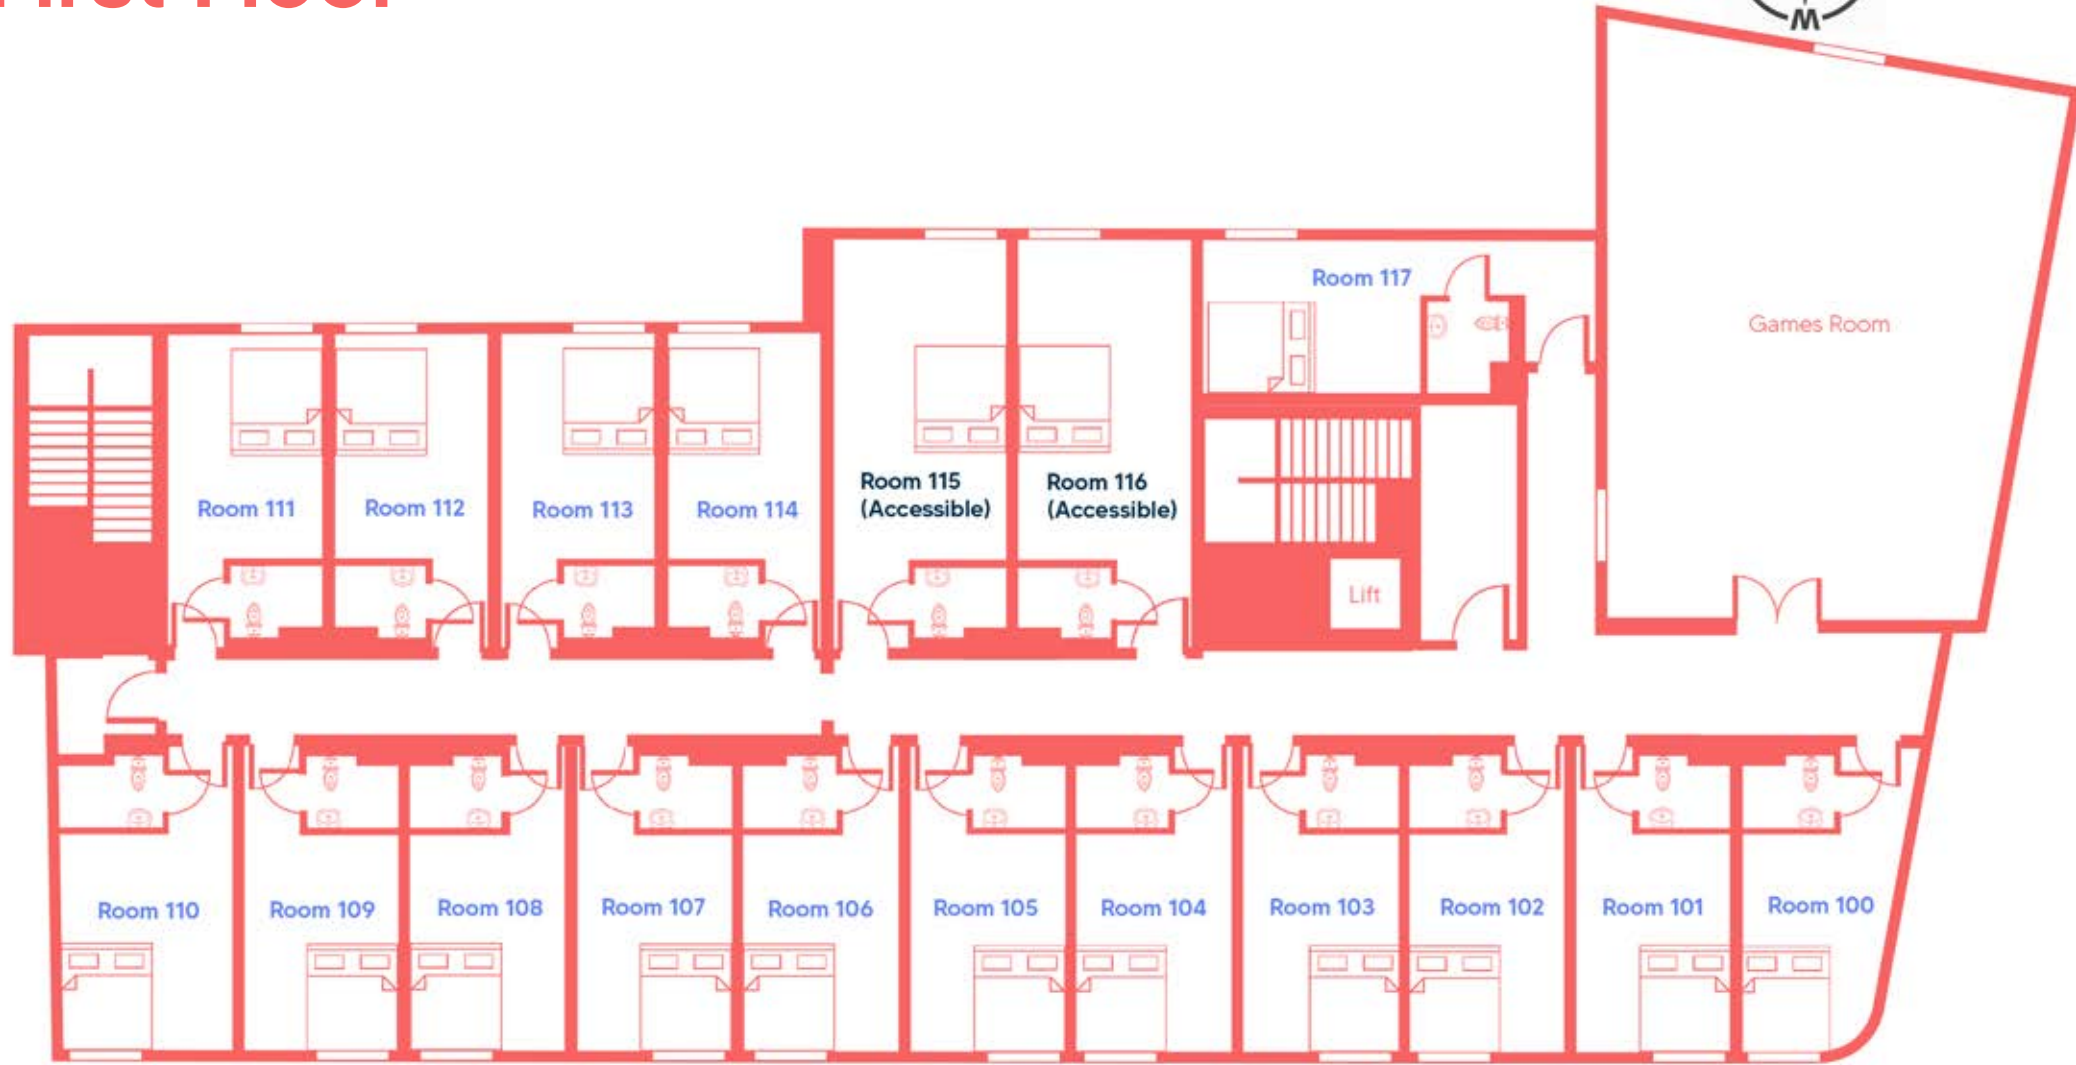 First Floor
W
Room 117
Games Room
Room 115
(Accessible)
Room 116
(Accessible)
Room 111
Room 112
Room 113
Room 114
Lift
Room 110
Room 109
Room 108
Room 107
Room 106
Room 105
Room 104
Room 103
Room 102
Room 101
Room 100